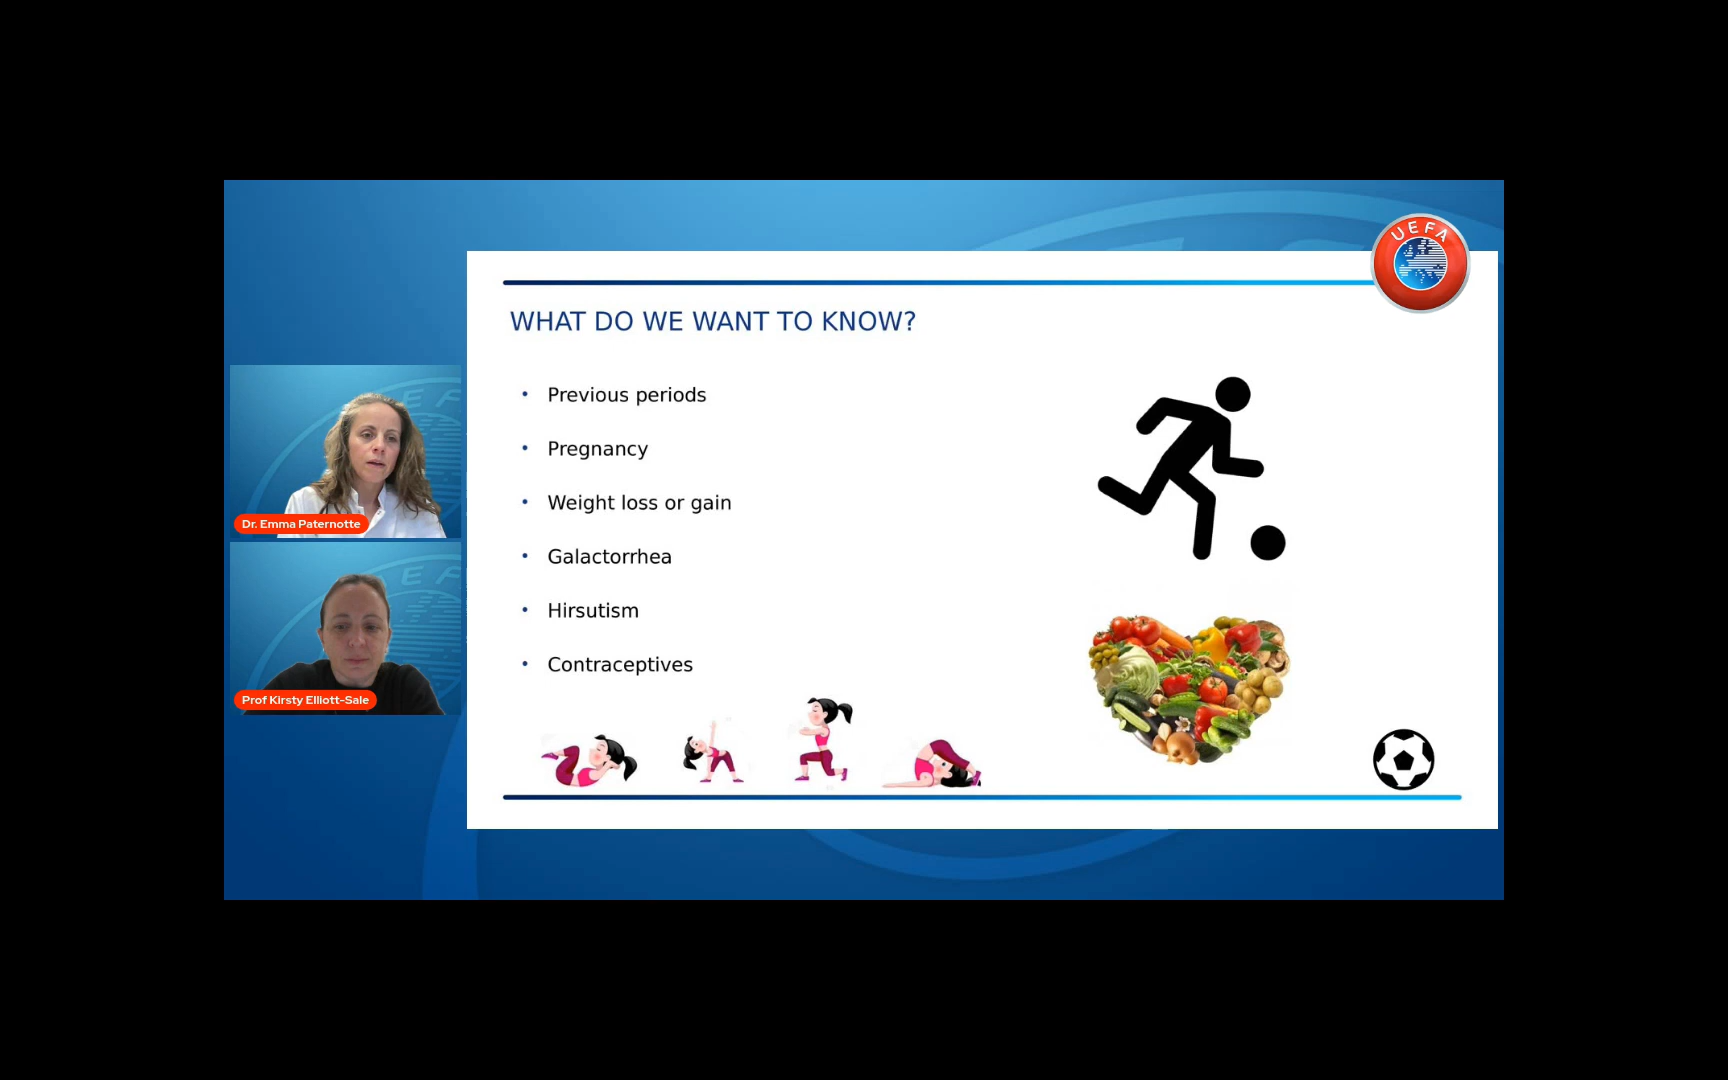 UEFA
WHAT DO WE WANT TO KNOW?
Previous periods
Pregnancy
Weight loss or gain
Galactorrhea
Hirsutism
Contraceptives
Dr. Emma Paternotte
Prof Kirsty Elliott-Sale